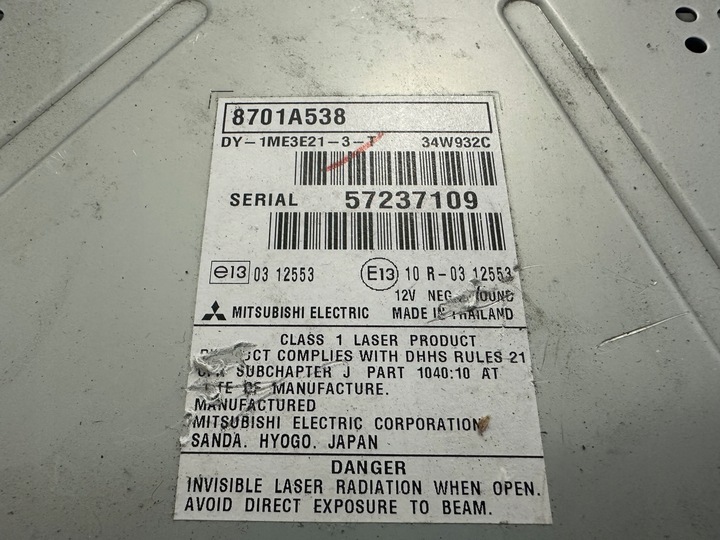 8701A538
DY-1ME3E21-3-T 34W932C
SERIAL 57237109
e13 03 12553 E13 10 R-03 12553
12V NEG
MITSUBISHI ELECTRIC MADE IN THAILAND
CLASS 1 LASER PRODUCT
COMPLIES WITH DHHS RULES 21
SUBCHAPTER J PART 1040:10 AT
OF MANUFACTURE.
MANUFACTURED
MITSUBISHI ELECTRIC CORPORATION
SANDA. HYOGO. JAPAN
DANGER
INVISIBLE LASER RADIATION WHEN OPEN.
AVOID DIRECT EXPOSURE TO BEAM.